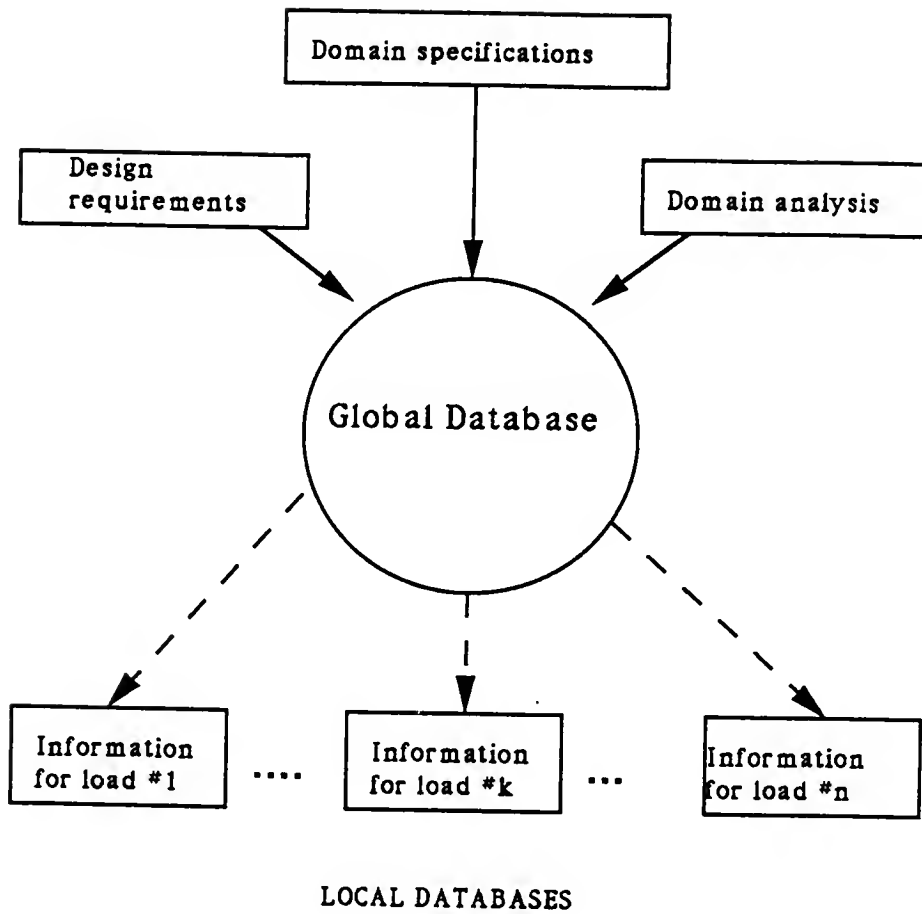 Domain specifications
Design
requirements
Domain analysis
Global Database
Information
for load #1
....
Information
for load #k
...
Information
for load #n
LOCAL DATABASES